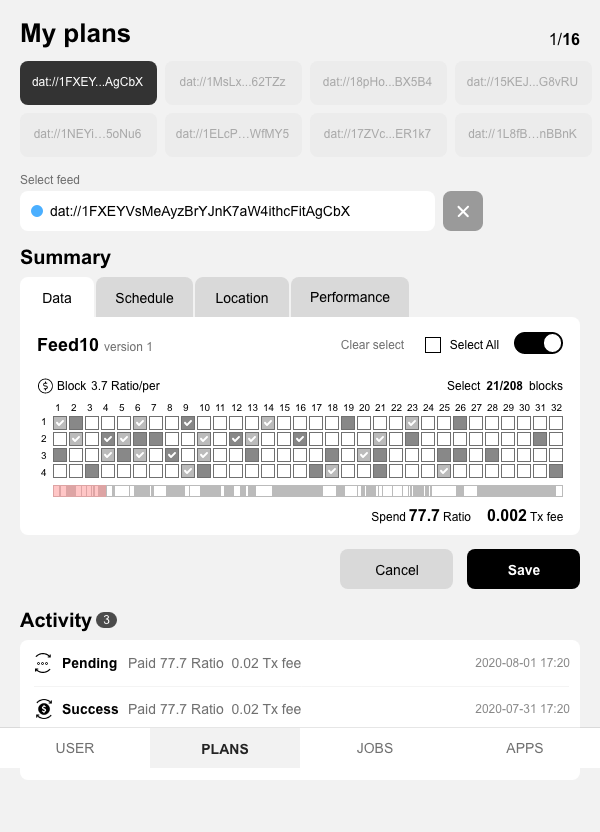 My plans
1/16
dat://1FXEY...AgCbX
dat://1MsLx...62TZz
dat://18pHo...BX5B4
dat://15KEJ...G8vRU
dat://1NEYi…5oNu6
dat://1ELcP…WfMY5
dat://17ZVc...ER1k7
dat://1L8fB…nBBnK
Select feed
dat://1FXEYVsMeAyzBrYJnK7aW4ithcFitAgCbX
Summary
Data
Schedule
Location
Performance
Feed10 version 1
Clear select
Select All
Block 3.7 Ratio/per
Select 21/208 blocks
1 2 3 4 5 6 7 8 9 10 11 12 13 14 15 16 17 18 19 20 21 22 23 24 25 26 27 28 29 30 31 32
1
2
3
4
Spend 77.7 Ratio 0.002 Tx fee
Cancel
Save
Activity 3
Pending Paid 77.7 Ratio 0.02 Tx fee 2020-08-01 17:20
Success Paid 77.7 Ratio 0.02 Tx fee 2020-07-31 17:20
USER
PLANS
JOBS
APPS